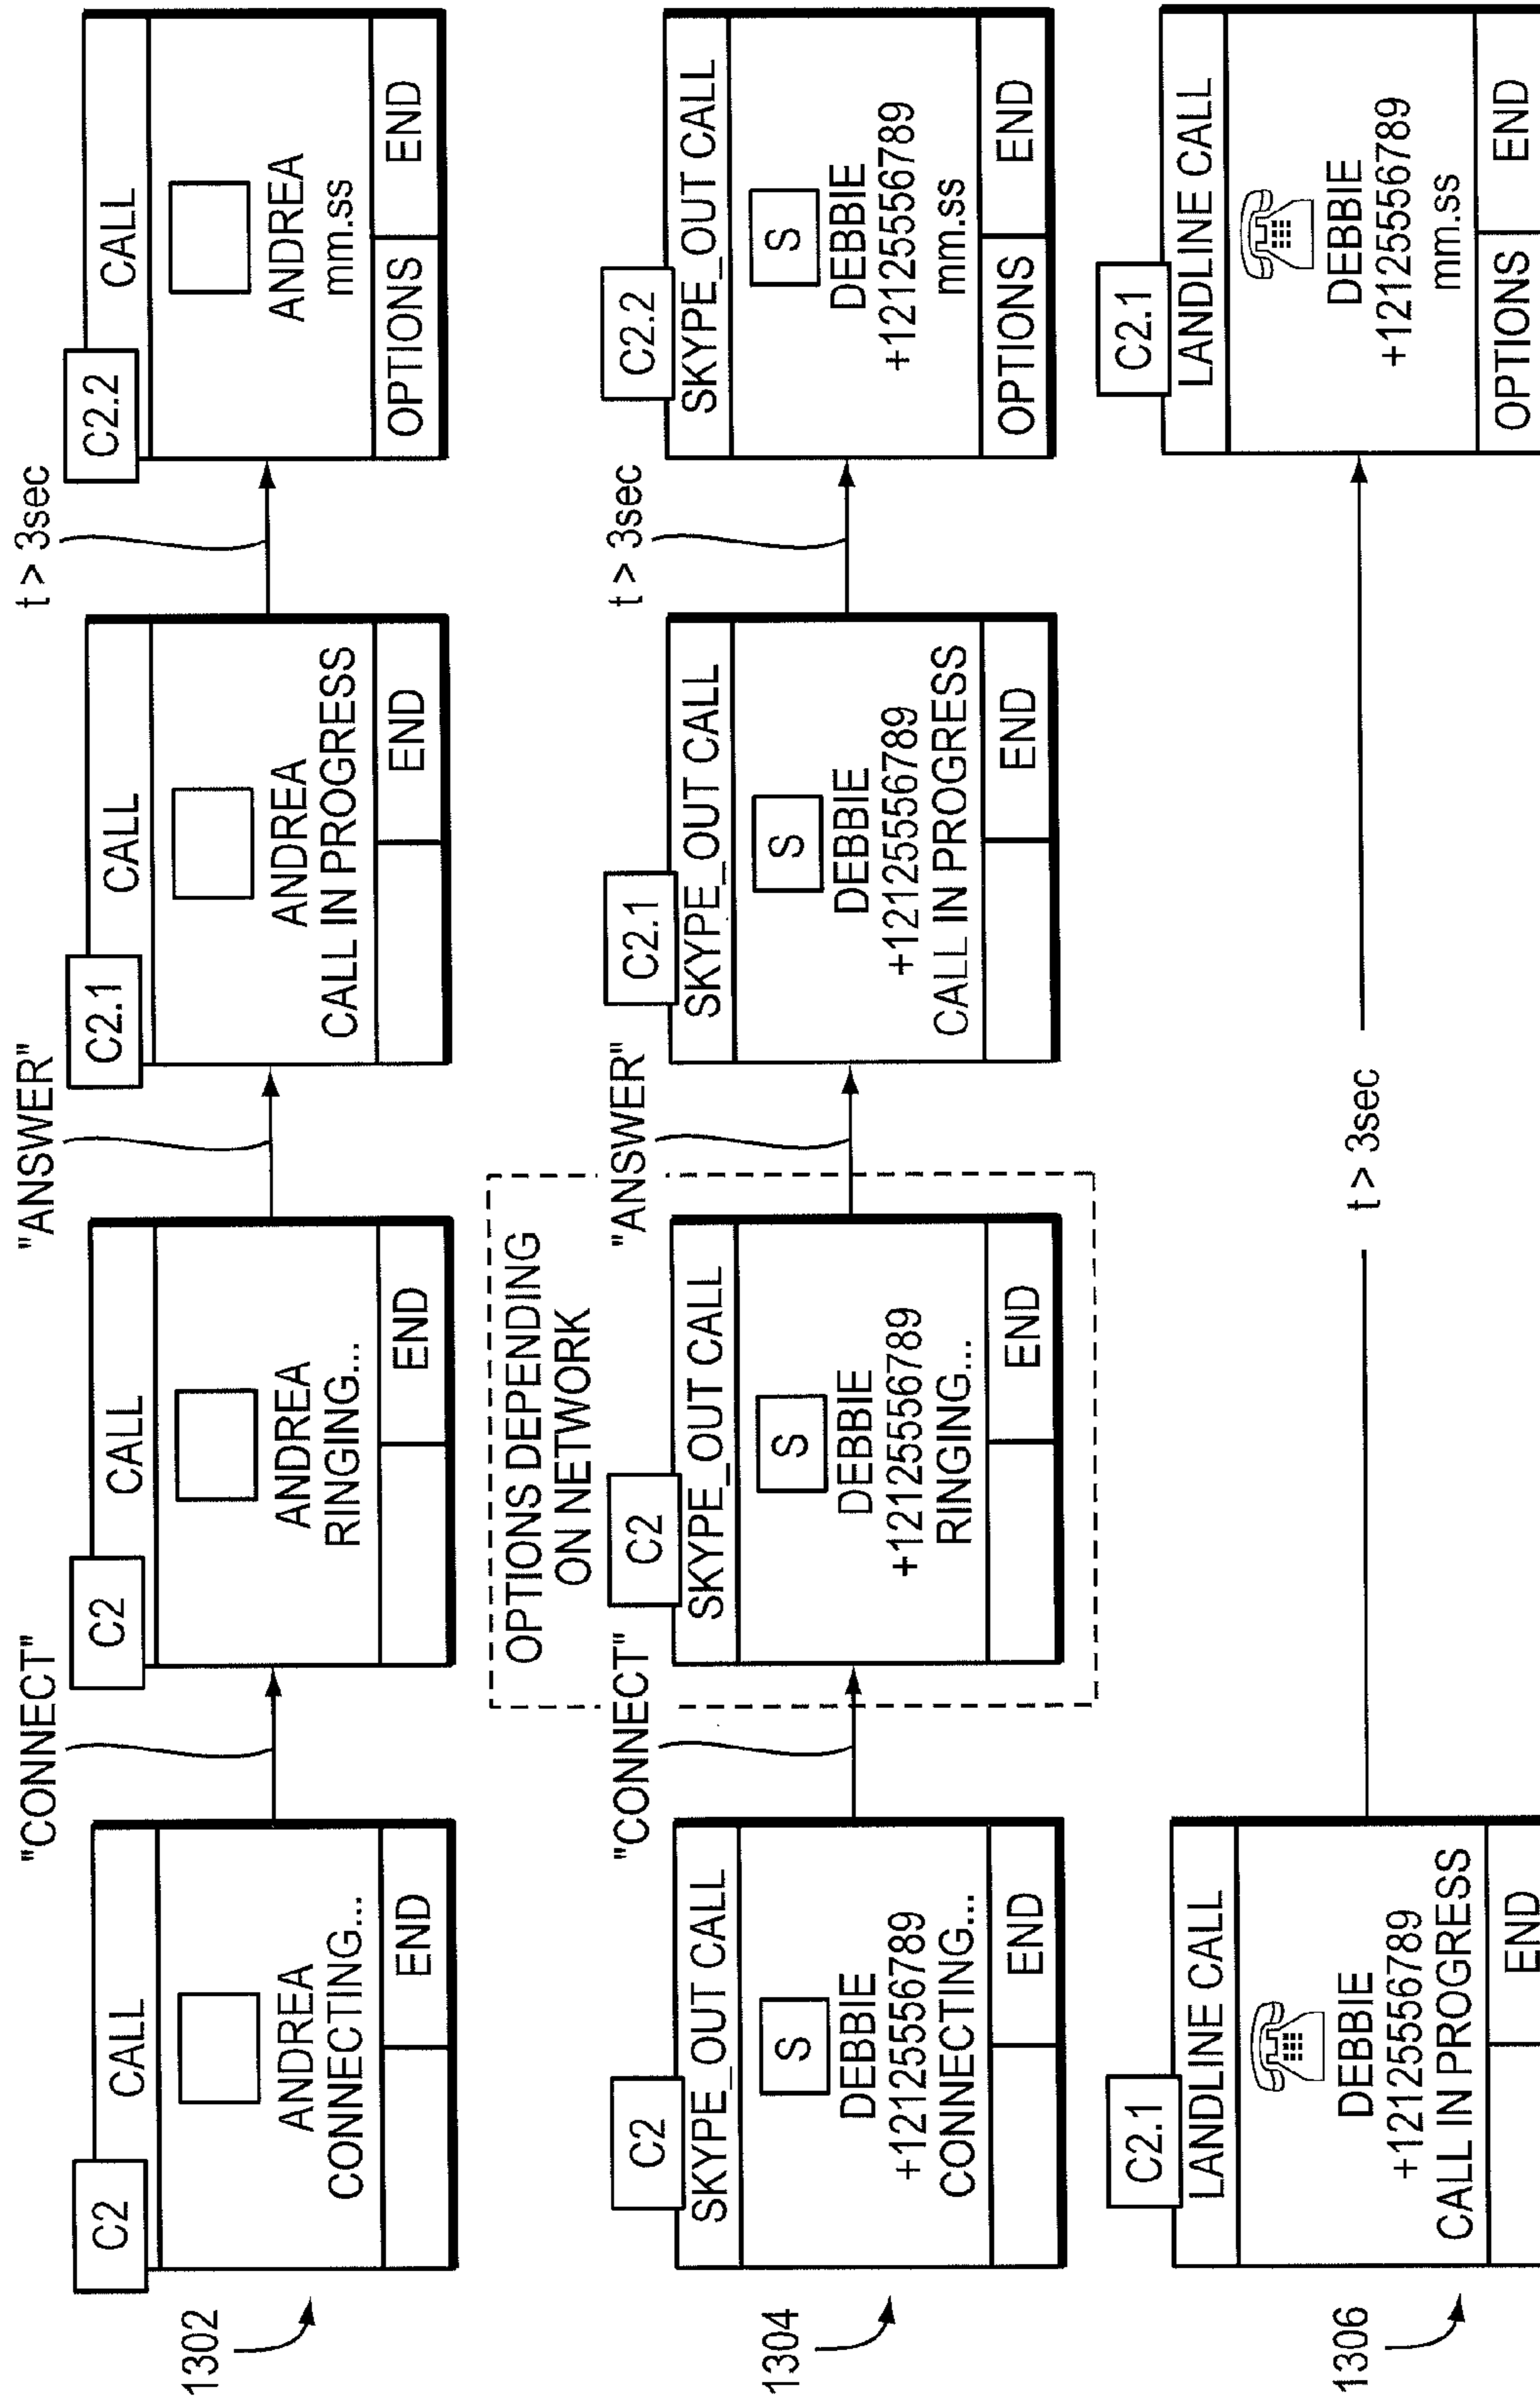 1302
C2
CALL
ANDREA
CONNECTING...
END
"CONNECT"
C2
CALL
ANDREA
RINGING...
END
"ANSWER"
C2.1
CALL
ANDREA
CALL IN PROGRESS
END
t > 3sec
C2.2
CALL
ANDREA
mm.ss
OPTIONS
END
1304
C2
SKYPE_OUT CALL
S
DEBBIE
+12125556789
CONNECTING...
END
"CONNECT"
OPTIONS DEPENDING
ON NETWORK
C2
SKYPE_OUT CALL
S
DEBBIE
+12125556789
RINGING...
END
"ANSWER"
C2.1
SKYPE_OUT CALL
S
DEBBIE
+12125556789
CALL IN PROGRESS
END
t > 3sec
C2.2
SKYPE_OUT CALL
S
DEBBIE
+12125556789
mm.ss
OPTIONS
END
1306
C2.1
LANDLINE CALL
DEBBIE
+12125556789
CALL IN PROGRESS
END
t > 3sec
C2.1
LANDLINE CALL
DEBBIE
+12125556789
mm.ss
OPTIONS
END